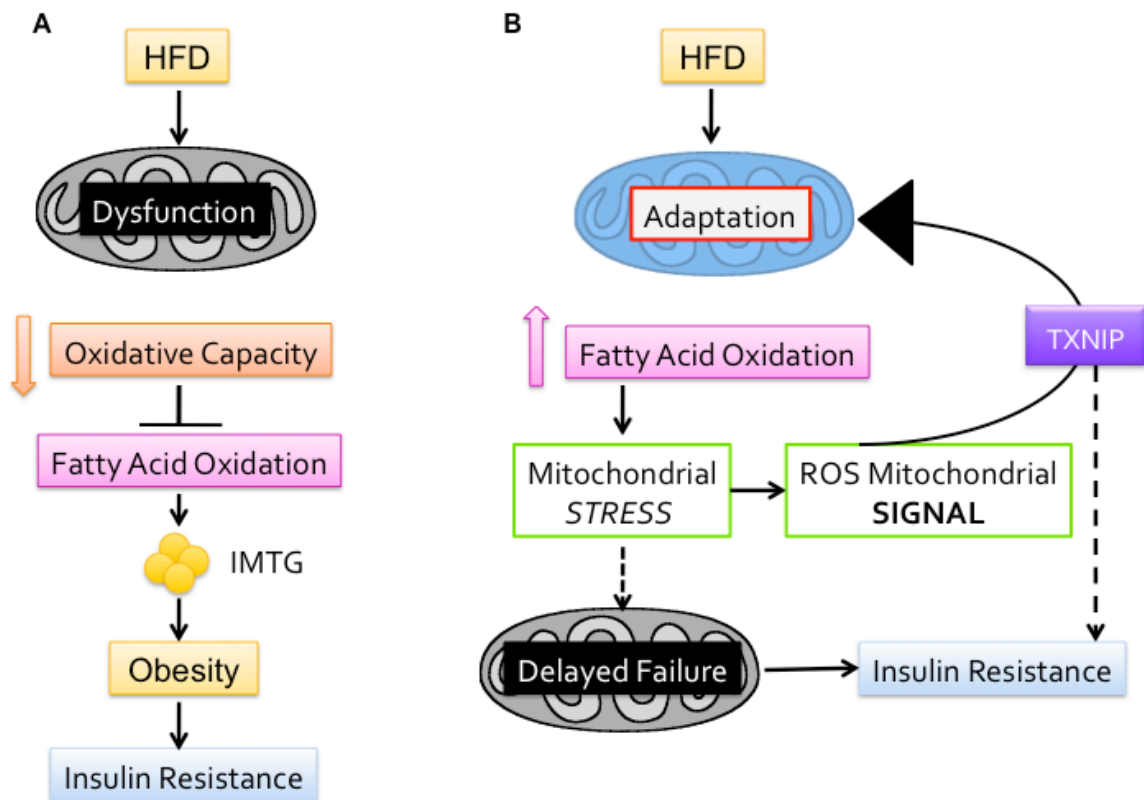 A
HFD
Dysfunction
Oxidative Capacity
Fatty Acid Oxidation
IMTG
Obesity
Insulin Resistance
B
HFD
Adaptation
TXNIP
Fatty Acid Oxidation
Mitochondrial
STRESS
ROS Mitochondrial
SIGNAL
Delayed Failure
Insulin Resistance